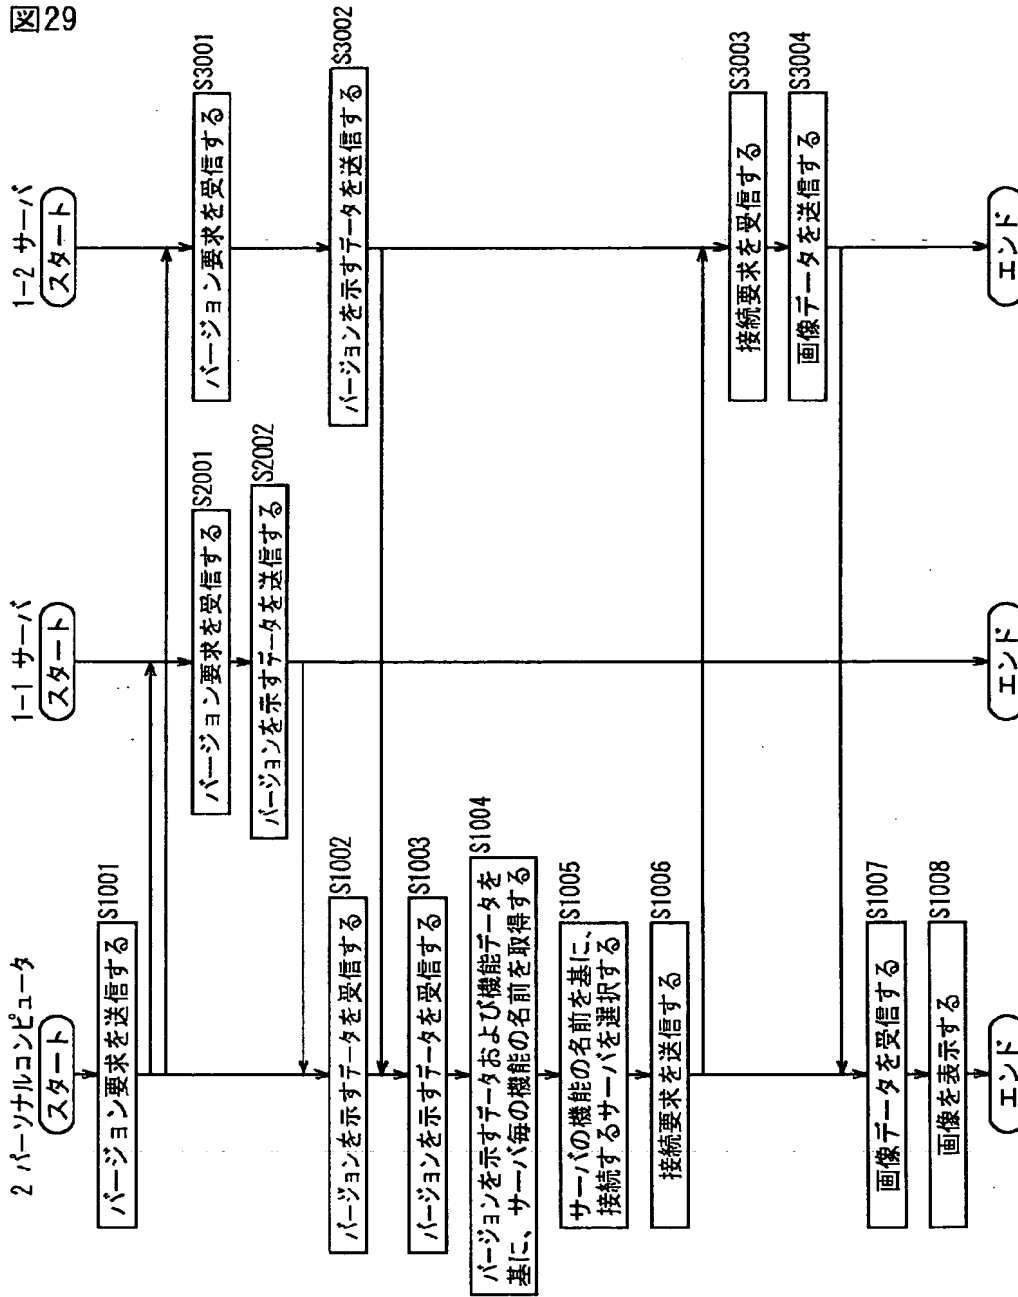 図29
2 パーソナルコンピュータ
スタート
バージョン要求を送信する
S1001
バージョンを示すデータを受信する
S1002
バージョンを示すデータを受信する
S1003
バージョンを示すデータおよび機能データを
基に、サーバ毎の機能の名前を取得する
S1004
サーバの機能の名前を基に、
接続するサーバを選択する
S1005
接続要求を送信する
S1006
画像データを受信する
S1007
画像を表示する
S1008
エンド
1-1 サーバ
スタート
バージョン要求を受信する
S2001
バージョンを示すデータを送信する
S2002
エンド
1-2 サーバ
スタート
バージョン要求を受信する
S3001
バージョンを示すデータを送信する
S3002
接続要求を受信する
S3003
画像データを送信する
S3004
エンド